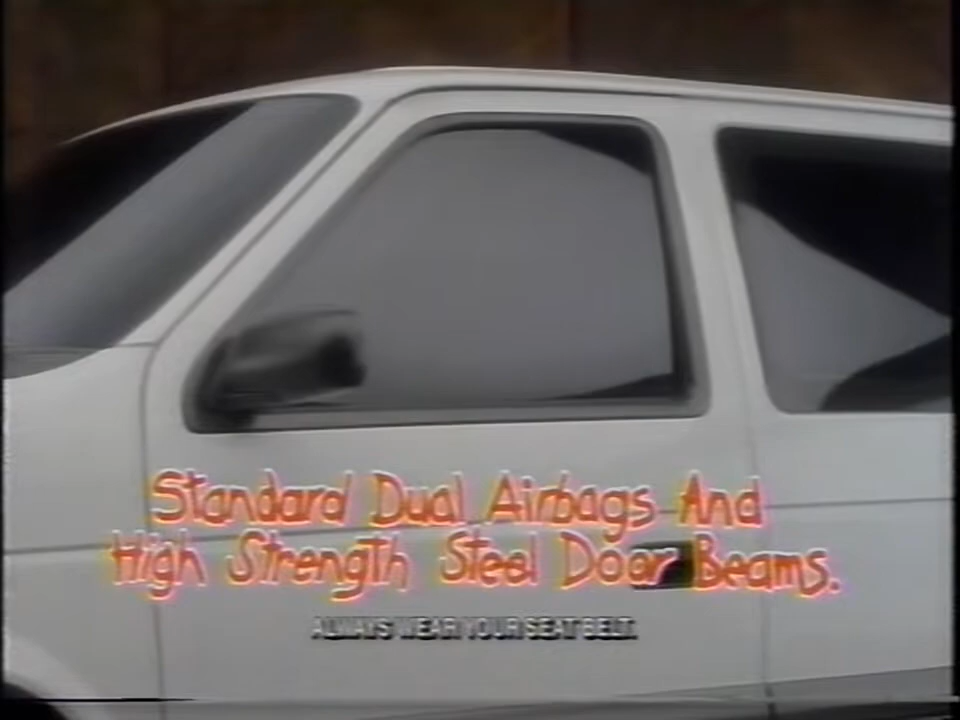 Standard Dual Airbags And
High Strength Steel Door Beams.
ALWAYS WEAR YOUR SEAT BELT.